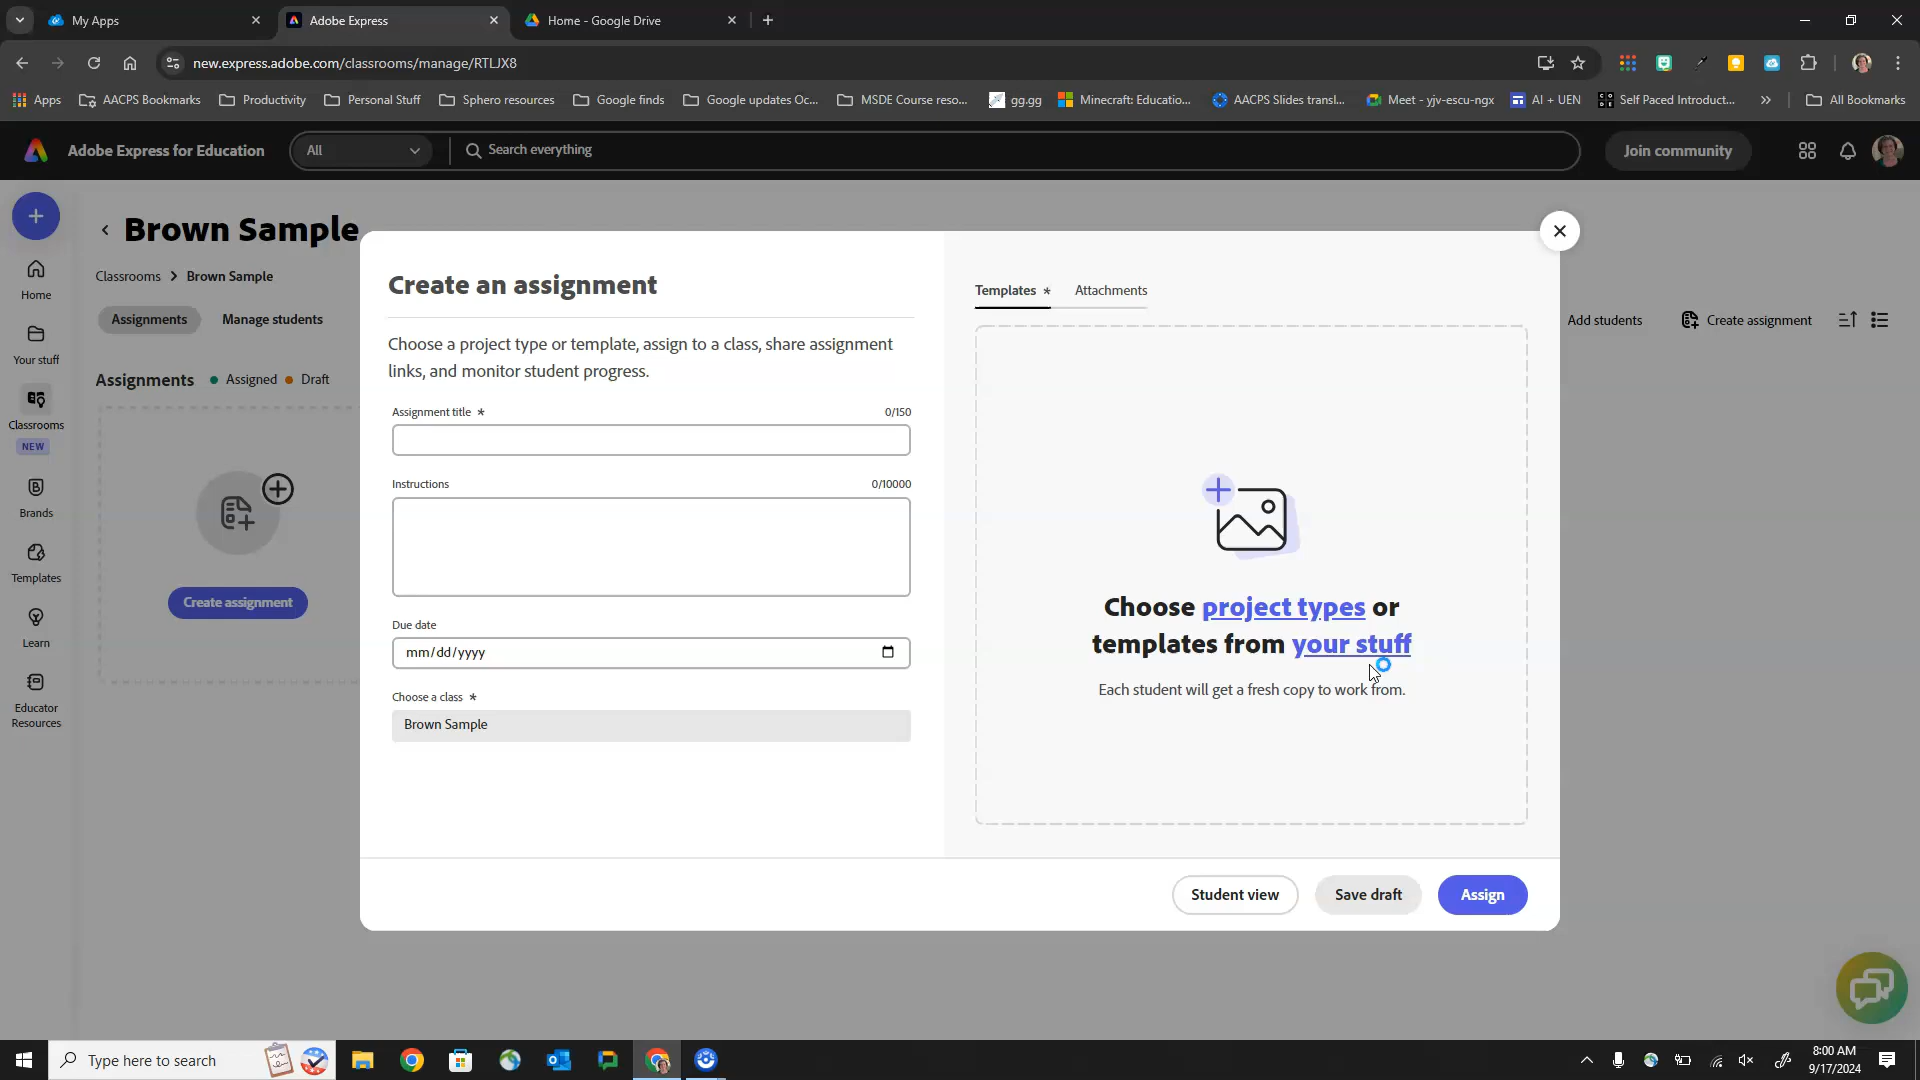 My Apps
Adobe Express
Home - Google Drive
new.express.adobe.com/classrooms/manage/RTLJX8
Apps
AACPS Bookmarks
Productivity
Personal Stuff
Sphero resources
Google finds
Google updates Oc...
MSDE Course reso...
gg.gg
Minecraft: Educatio...
AACPS Slides transl...
Meet - yjv-escu-ngx
AI + UEN
Self Paced Introduct...
»
All Bookmarks
Adobe Express for Education
All
Search everything
Join community
Home
Your stuff
Classrooms
NEW
Brands
Templates
Learn
Educator
Resources
Brown Sample
Classrooms > Brown Sample
Assignments
Manage students
Add students
Create assignment
Assignments
Assigned
Draft
Create assignment
Create an assignment
Choose a project type or template, assign to a class, share assignment
links, and monitor student progress.
Assignment title *
0/150
Instructions
0/10000
Due date
mm/dd/yyyy
Choose a class *
Brown Sample
Templates *
Attachments
Choose project types or
templates from your stuff
Each student will get a fresh copy to work from.
Student view
Save draft
Assign
Type here to search
8:00 AM
9/17/2024